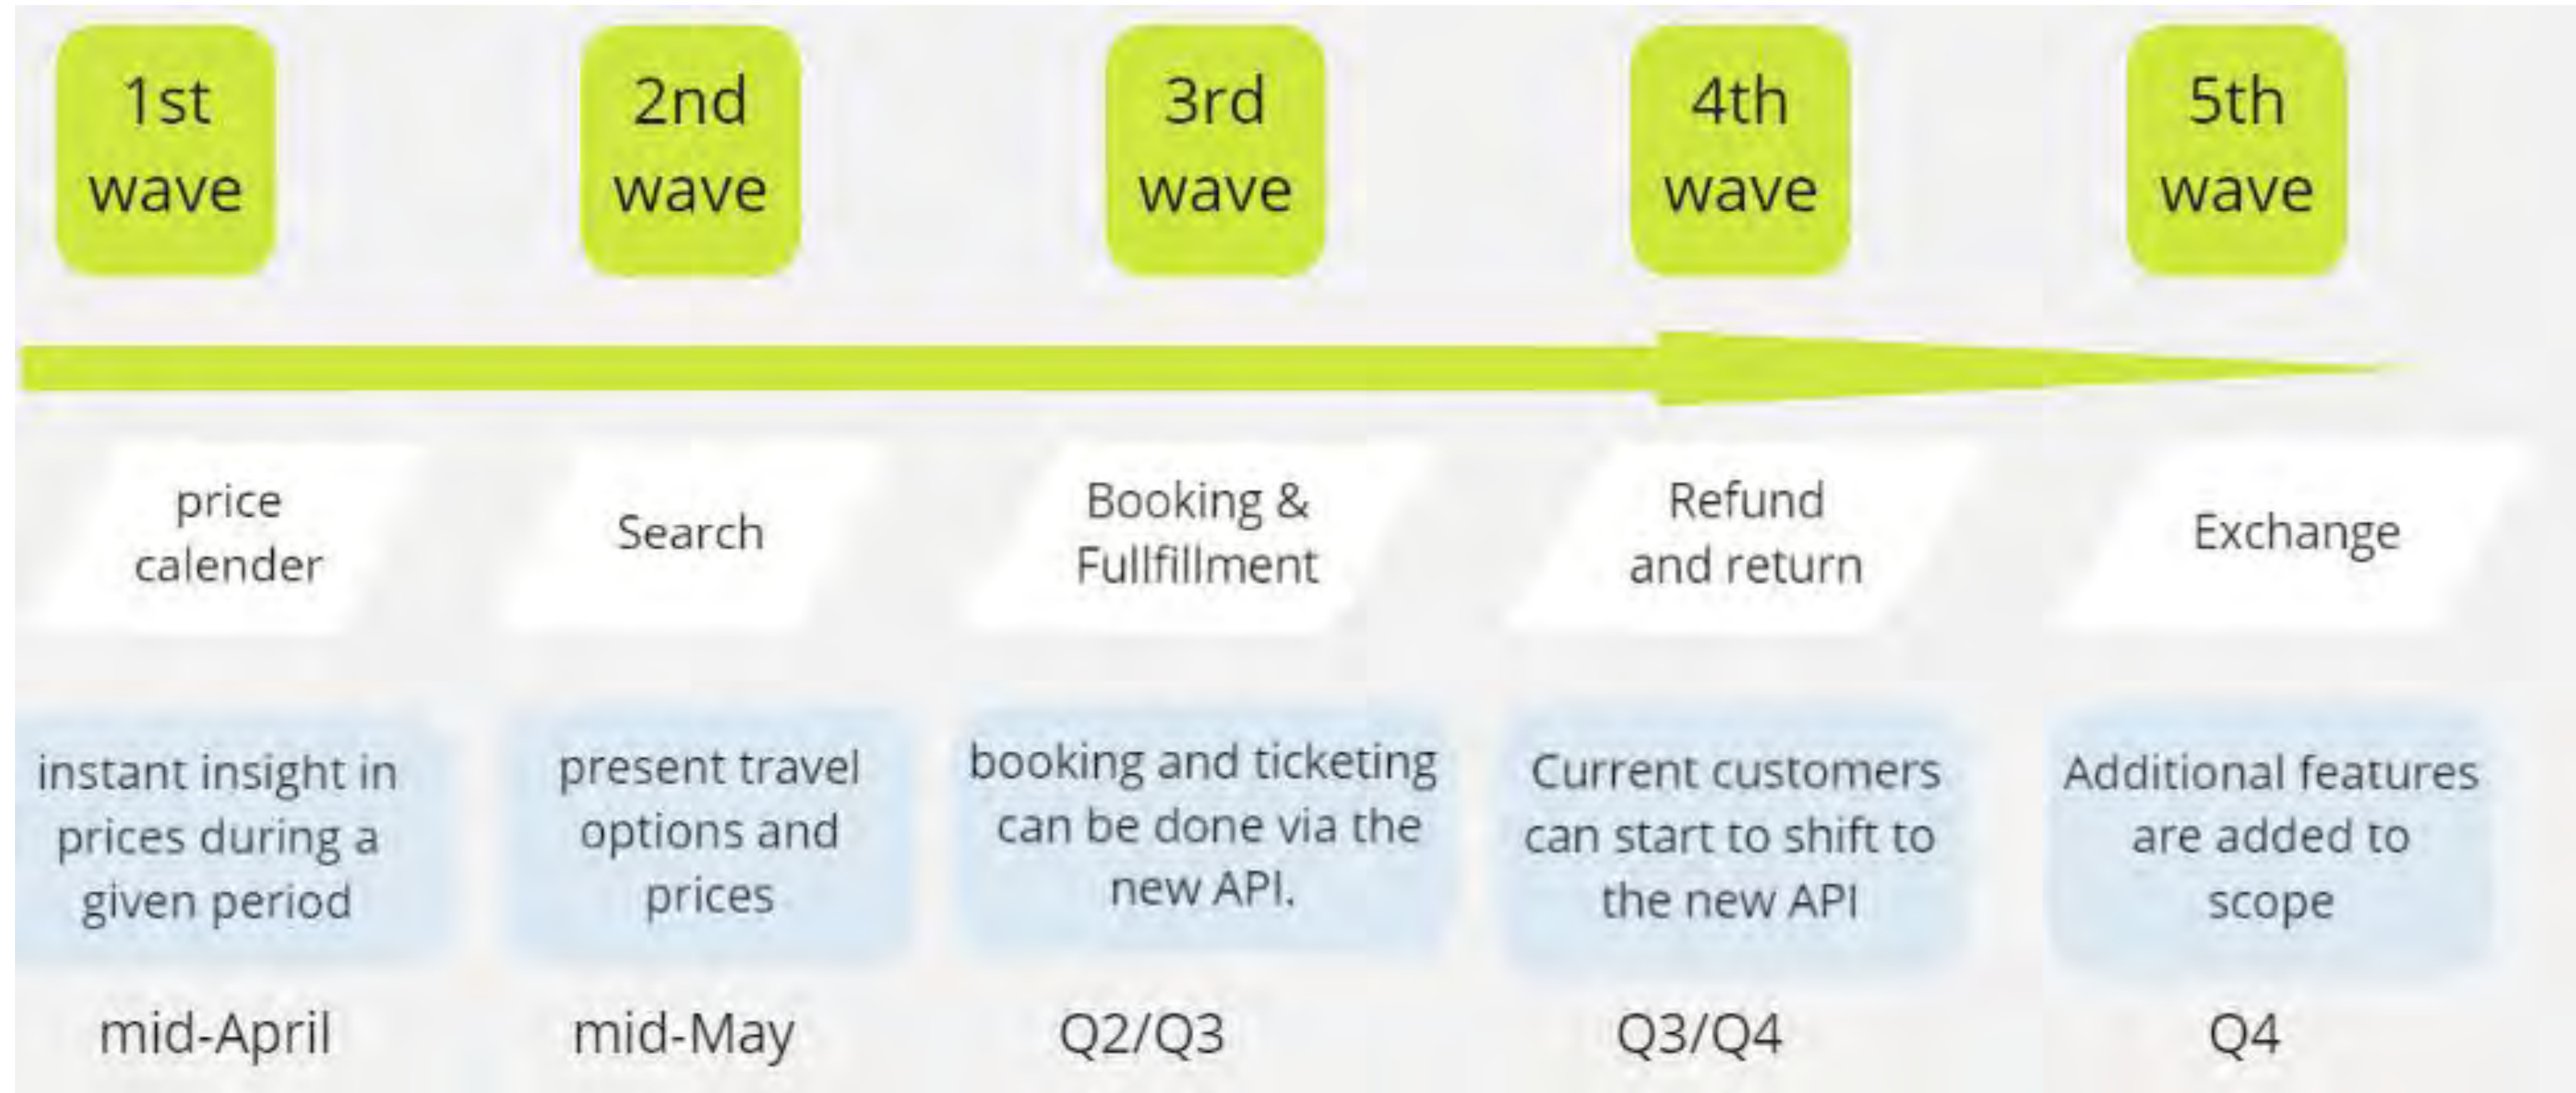 1st
wave
2nd
wave
3rd
wave
4th
wave
5th
wave
price
calender
Search
Booking &
Fullfillment
Refund
and return
Exchange
instant insight in
prices during a
given period
present travel
options and
prices
booking and ticketing
can be done via the
new API.
Current customers
can start to shift to
the new API
Additional features
are added to
scope
mid-April
mid-May
Q2/Q3
Q3/Q4
Q4